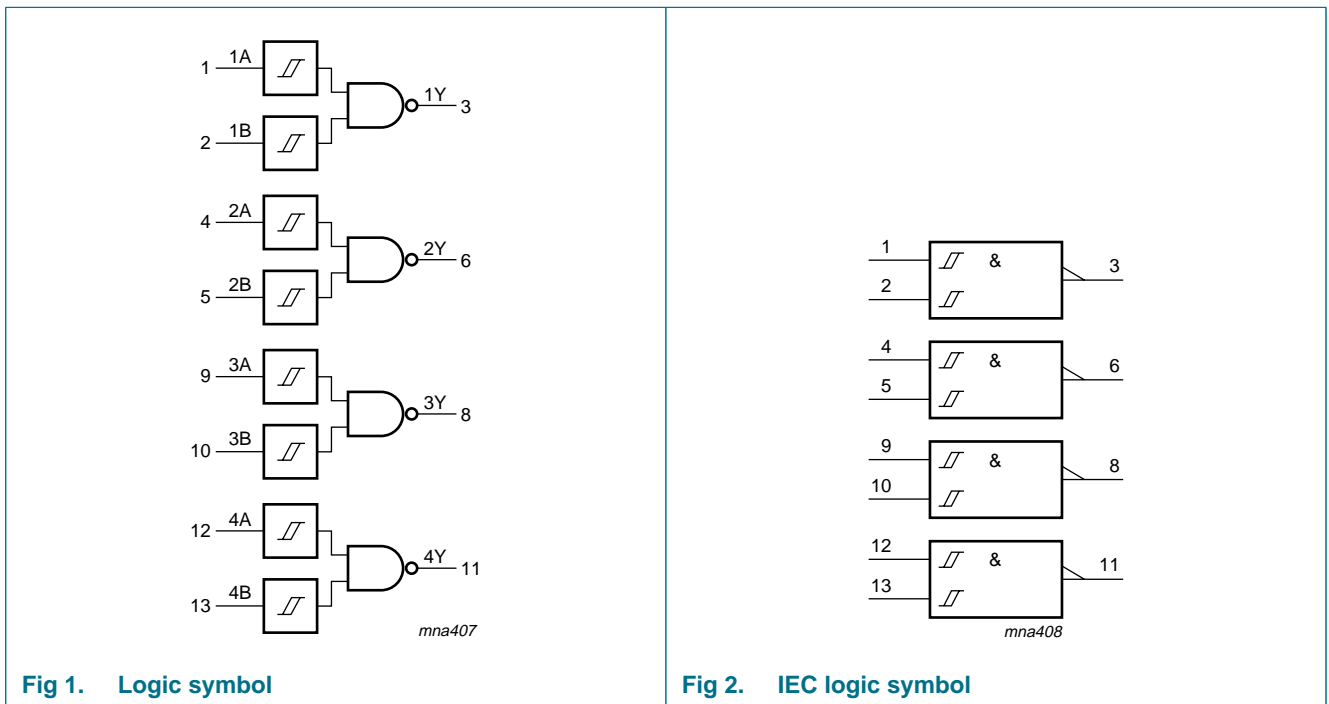 1 1A
1Y 3
2 1B
4 2A
2Y 6
5 2B
9 3A
3Y 8
10 3B
12 4A
4Y 11
13 4B
mna407
Fig 1. Logic symbol
1 & 3
2
4 & 6
5
9 & 8
10
12 & 11
13
mna408
Fig 2. IEC logic symbol